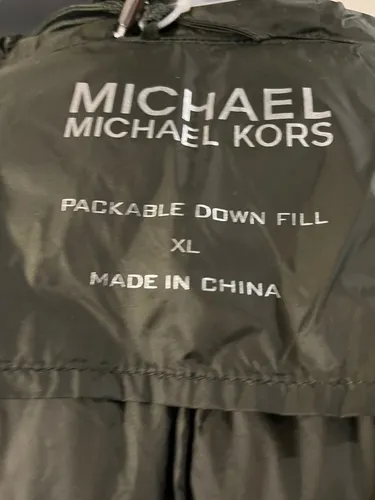 MICHAEL
MICHAEL KORS
PACKABLE DOWN FILL
XL
MADE IN CHINA